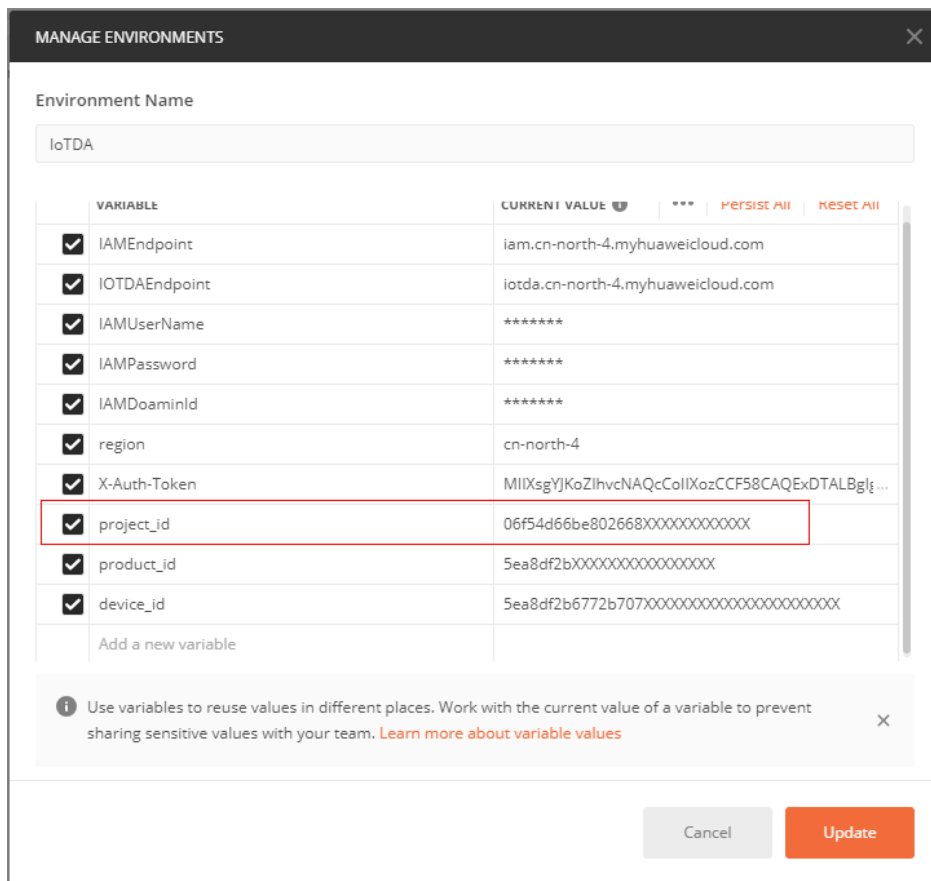 MANAGE ENVIRONMENTS
Environment Name
IoTDA
VARIABLE CURRENT VALUE ••• Persist All Reset All
IAMEndpoint iam.cn-north-4.myhuaweicloud.com
IOTDAEndpoint iotda.cn-north-4.myhuaweicloud.com
IAMUserName *******
IAMPassword *******
IAMDoaminId *******
region cn-north-4
X-Auth-Token MIIXsgYJKoZIhvcNAQcCoIIXozCCF58CAQExDTALBglg...
project_id 06f54d66be802668XXXXXXXXXXXX
product_id 5ea8df2bXXXXXXXXXXXXXXXX
device_id 5ea8df2b6772b707XXXXXXXXXXXXXXXXXXXXXXX
Add a new variable
Use variables to reuse values in different places. Work with the current value of a variable to prevent
sharing sensitive values with your team. Learn more about variable values
Cancel Update